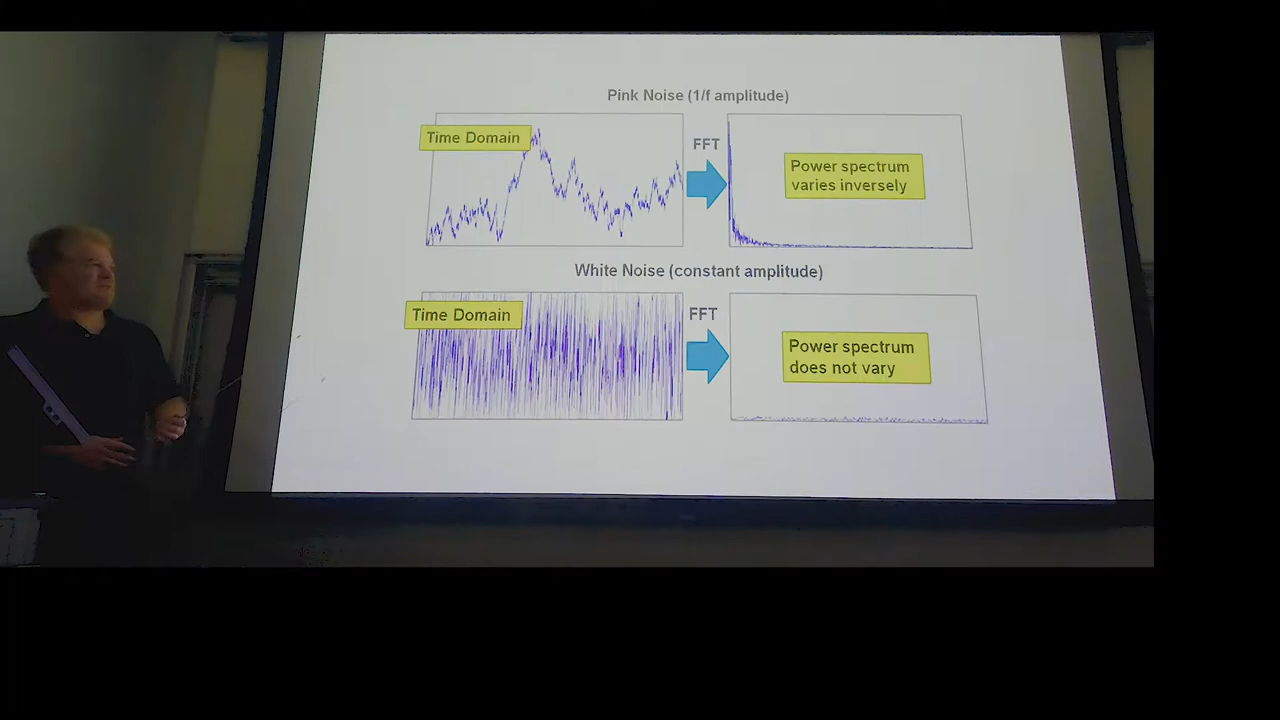 Pink Noise (1/f amplitude)
Time Domain
FFT
Power spectrum
varies inversely
White Noise (constant amplitude)
Time Domain
FFT
Power spectrum
does not vary